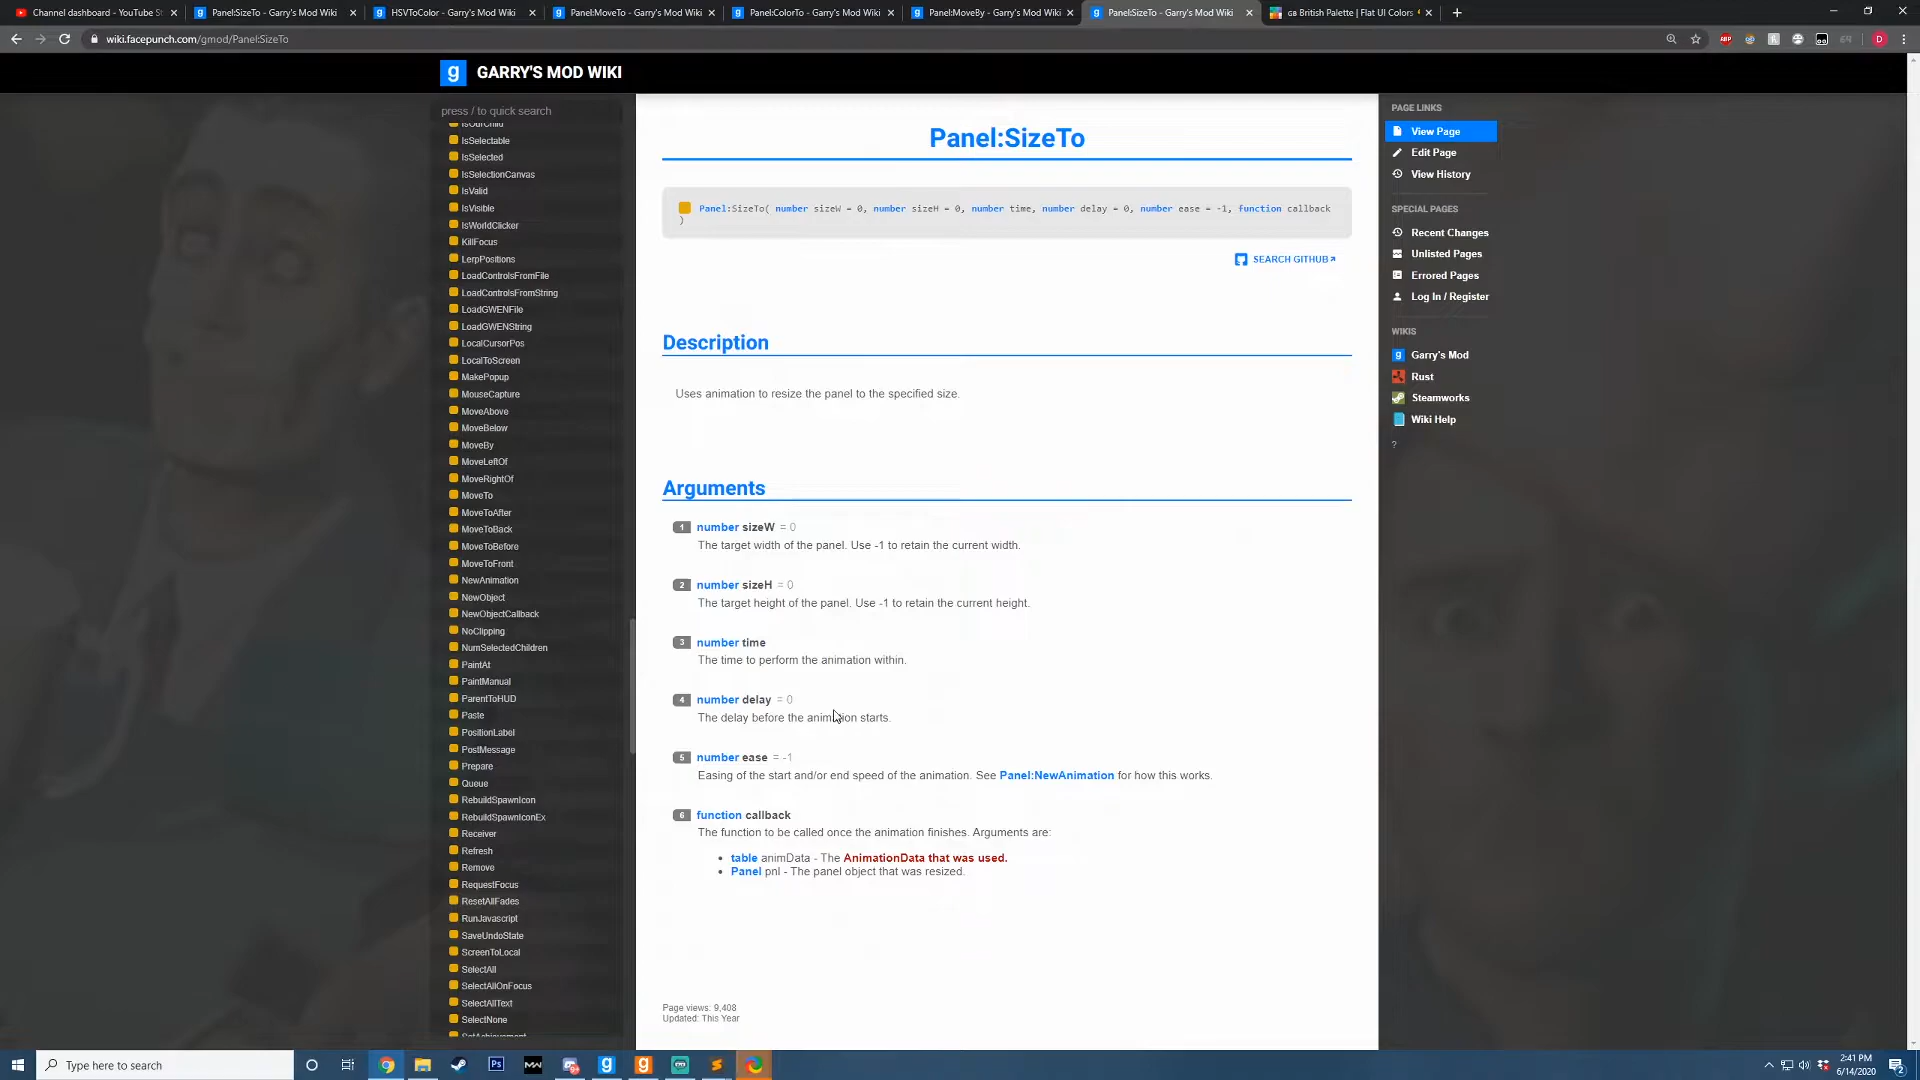 Channel dashboard - YouTube St
Panel:SizeTo - Garry's Mod Wiki
HSVToColor - Garry's Mod Wiki
Panel:MoveTo - Garry's Mod Wiki
Panel:ColorTo - Garry's Mod Wiki
Panel:MoveBy - Garry's Mod Wiki
Panel:SizeTo - Garry's Mod Wiki
GB British Palette | Flat UI Colors
wiki.facepunch.com/gmod/Panel:SizeTo
ABP
D
g GARRY'S MOD WIKI
press / to quick search
IsOurChild
IsSelectable
IsSelected
IsSelectionCanvas
IsValid
IsVisible
IsWorldClicker
KillFocus
LerpPositions
LoadControlsFromFile
LoadControlsFromString
LoadGWENFile
LoadGWENString
LocalCursorPos
LocalToScreen
MakePopup
MouseCapture
MoveAbove
MoveBelow
MoveBy
MoveLeftOf
MoveRightOf
MoveTo
MoveToAfter
MoveToBack
MoveToBefore
MoveToFront
NewAnimation
NewObject
NewObjectCallback
NoClipping
NumSelectedChildren
PaintAt
PaintManual
ParentToHUD
Paste
PositionLabel
PostMessage
Prepare
Queue
RebuildSpawnIcon
RebuildSpawnIconEx
Receiver
Refresh
Remove
RequestFocus
ResetAllFades
RunJavascript
SaveUndoState
ScreenToLocal
SelectAll
SelectAllOnFocus
SelectAllText
SelectNone
SetAchievement
Panel:SizeTo
Panel:SizeTo( number sizeW = 0, number sizeH = 0, number time, number delay = 0, number ease = -1, function callback
)
SEARCH GITHUB
Description
Uses animation to resize the panel to the specified size.
Arguments
1 number sizeW = 0
The target width of the panel. Use -1 to retain the current width.
2 number sizeH = 0
The target height of the panel. Use -1 to retain the current height.
3 number time
The time to perform the animation within.
4 number delay = 0
The delay before the animation starts.
5 number ease = -1
Easing of the start and/or end speed of the animation. See Panel:NewAnimation for how this works.
6 function callback
The function to be called once the animation finishes. Arguments are:
• table animData - The AnimationData that was used.
• Panel pnl - The panel object that was resized.
Page views: 9,408
Updated: This Year
PAGE LINKS
View Page
Edit Page
View History
SPECIAL PAGES
Recent Changes
Unlisted Pages
Errored Pages
Log In / Register
WIKIS
g Garry's Mod
Rust
Steamworks
Wiki Help
?
Type here to search
Ps
MW
g
g
2:41 PM
6/14/2020
2